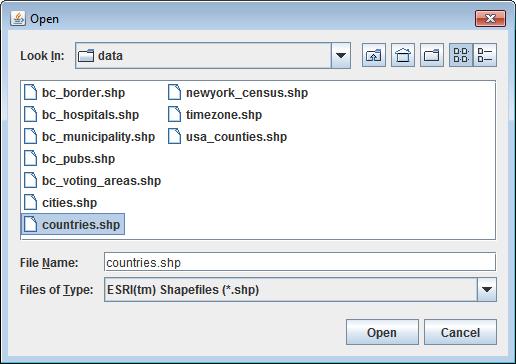 Open
Look In: data
bc_border.shp newyork_census.shp
bc_hospitals.shp timezone.shp
bc_municipality.shp usa_counties.shp
bc_pubs.shp
bc_voting_areas.shp
cities.shp
countries.shp
File Name: countries.shp
Files of Type: ESRI(tm) Shapefiles (*.shp)
Open Cancel